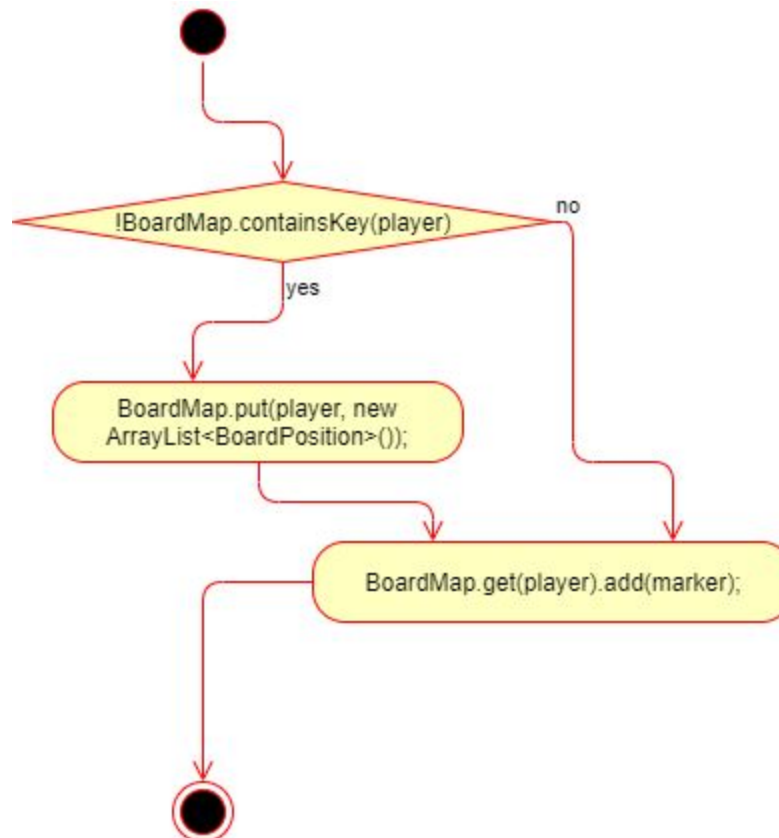 !BoardMap.containsKey(player)
no
yes
BoardMap.put(player, new
ArrayList<BoardPosition>());
BoardMap.get(player).add(marker);